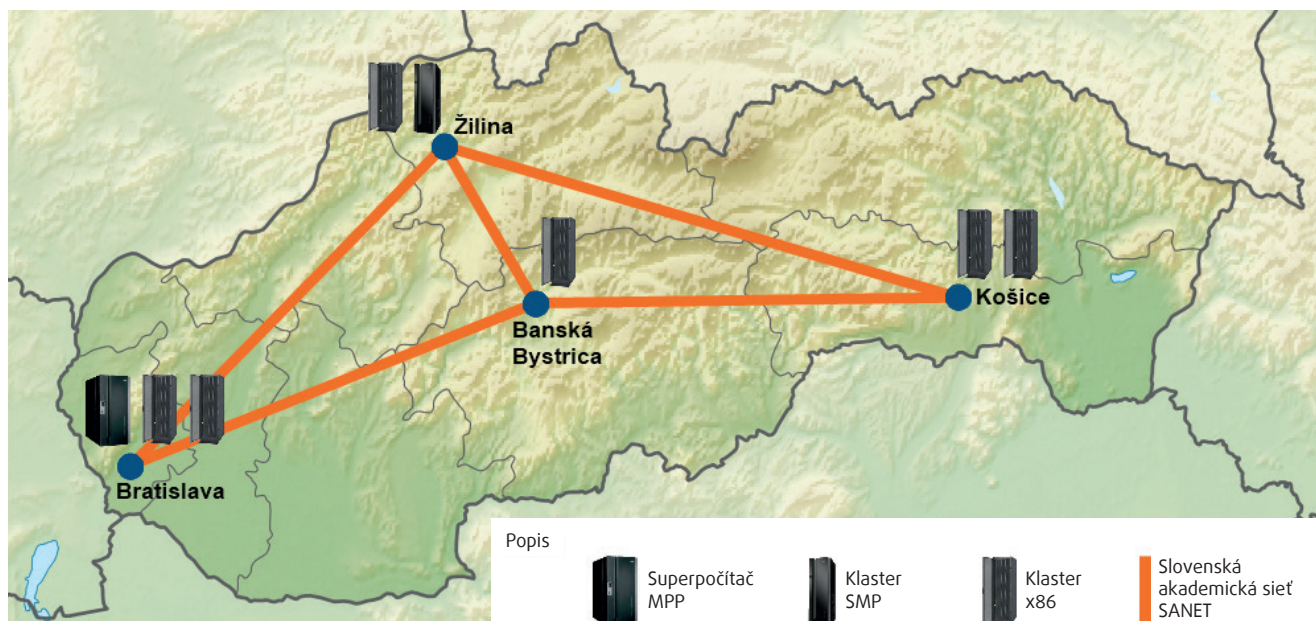 Žilina
Banská
Bystrica
Košice
Bratislava
Popis
Superpočítač
MPP
Klaster
SMP
Klaster
x86
Slovenská
akademická sieť
SANET